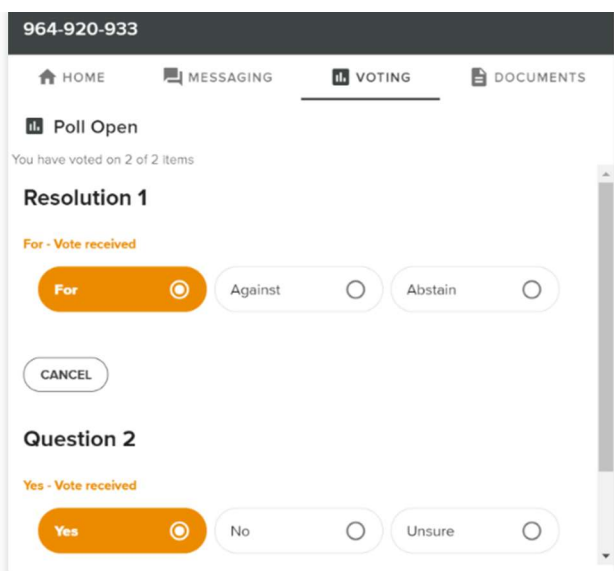 964-920-933
HOME MESSAGING VOTING DOCUMENTS
Poll Open
You have voted on 2 of 2 items
Resolution 1
For - Vote received
For Against Abstain
CANCEL
Question 2
Yes - Vote received
Yes No Unsure